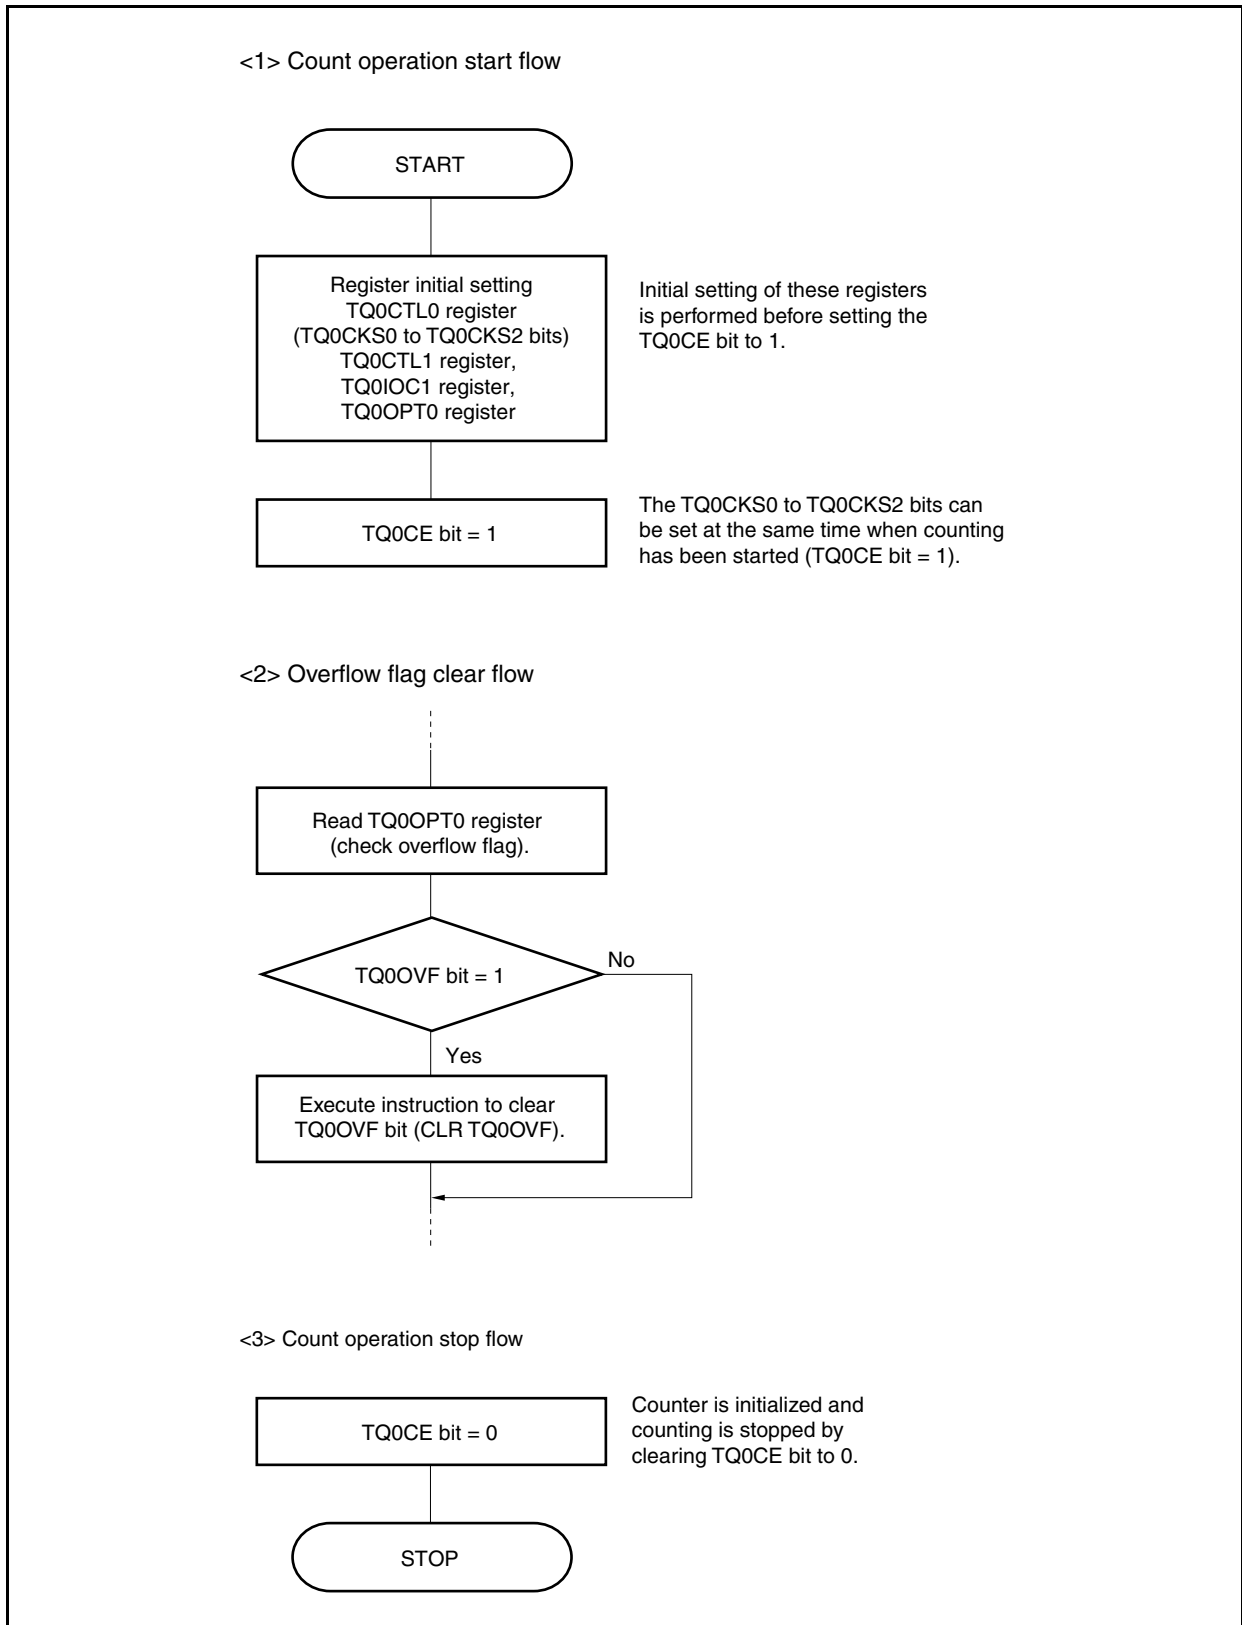 <1> Count operation start flow
START
Register initial setting
TQ0CTL0 register
(TQ0CKS0 to TQ0CKS2 bits)
TQ0CTL1 register,
TQ0IOC1 register,
TQ0OPT0 register
Initial setting of these registers
is performed before setting the
TQ0CE bit to 1.
TQ0CE bit = 1
The TQ0CKS0 to TQ0CKS2 bits can
be set at the same time when counting
has been started (TQ0CE bit = 1).
<2> Overflow flag clear flow
Read TQ0OPT0 register
(check overflow flag).
TQ0OVF bit = 1
No
Yes
Execute instruction to clear
TQ0OVF bit (CLR TQ0OVF).
<3> Count operation stop flow
TQ0CE bit = 0
Counter is initialized and
counting is stopped by
clearing TQ0CE bit to 0.
STOP